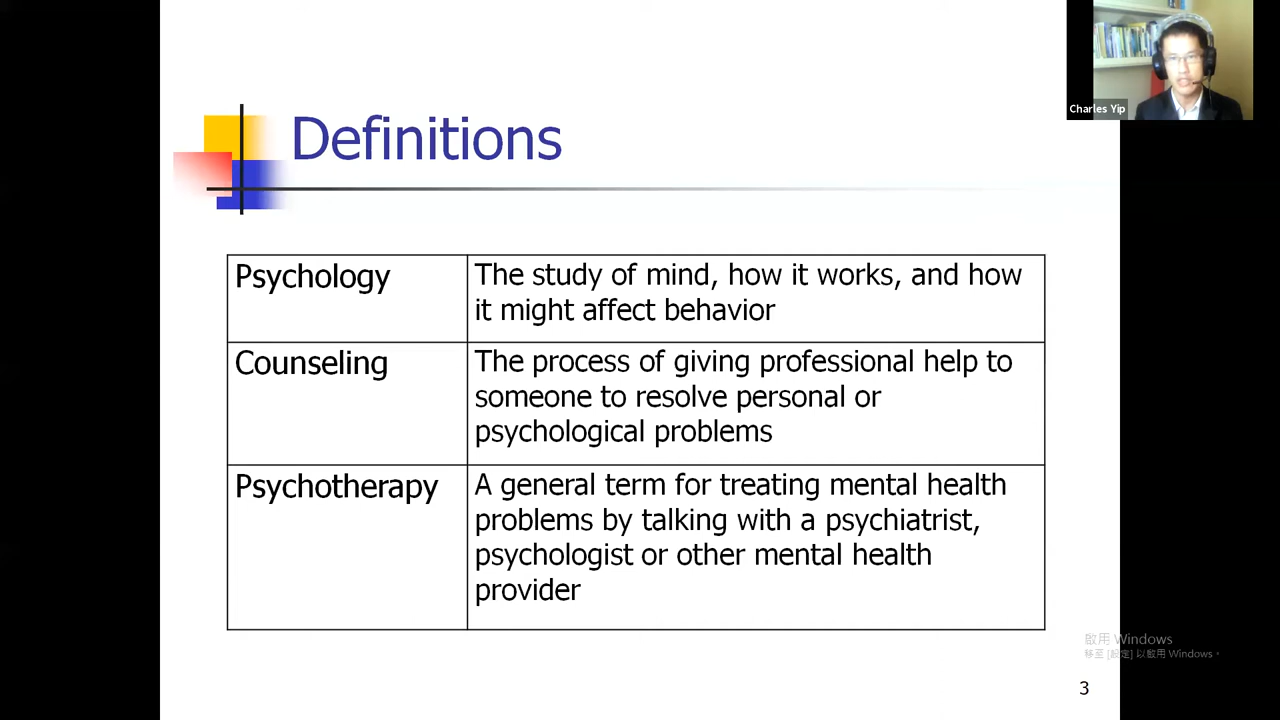 Definitions
Charles Yip
Psychology
The study of mind, how it works, and how
it might affect behavior
Counseling
The process of giving professional help to
someone to resolve personal or
psychological problems
Psychotherapy
A general term for treating mental health
problems by talking with a psychiatrist,
psychologist or other mental health
provider
啟用 Windows
移至 [設定] 以啟用 Windows。
3